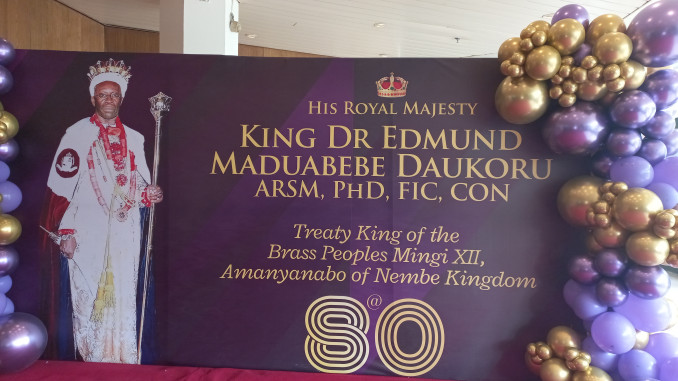 His Royal Majesty
King Dr Edmund
Maduabebe Daukoru
ARSM, PhD, FIC, CON
Treaty King of the
Brass Peoples Mingi XII,
Amanyanabo of Nembe Kingdom
@
80